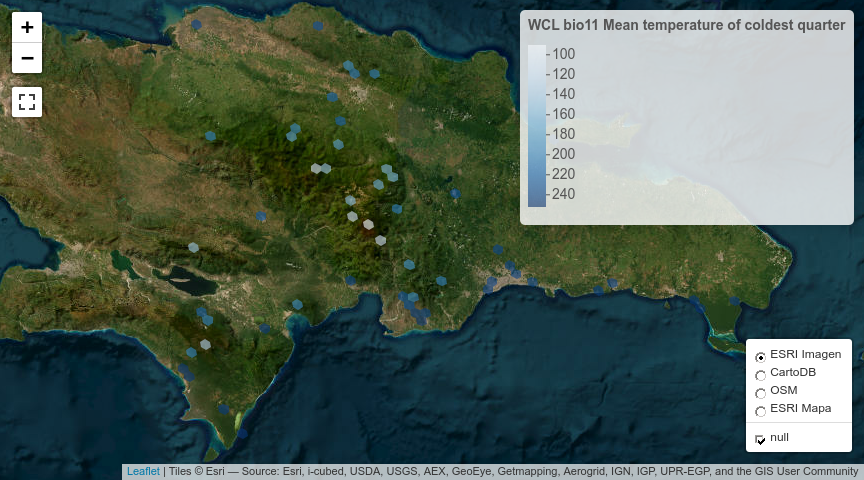 +
−
WCL bio11 Mean temperature of coldest quarter
100
120
140
160
180
200
220
240
ESRI Imagen
CartoDB
OSM
ESRI Mapa
null
Leaflet | Tiles © Esri — Source: Esri, i-cubed, USDA, USGS, AEX, GeoEye, Getmapping, Aerogrid, IGN, IGP, UPR-EGP, and the GIS User Community